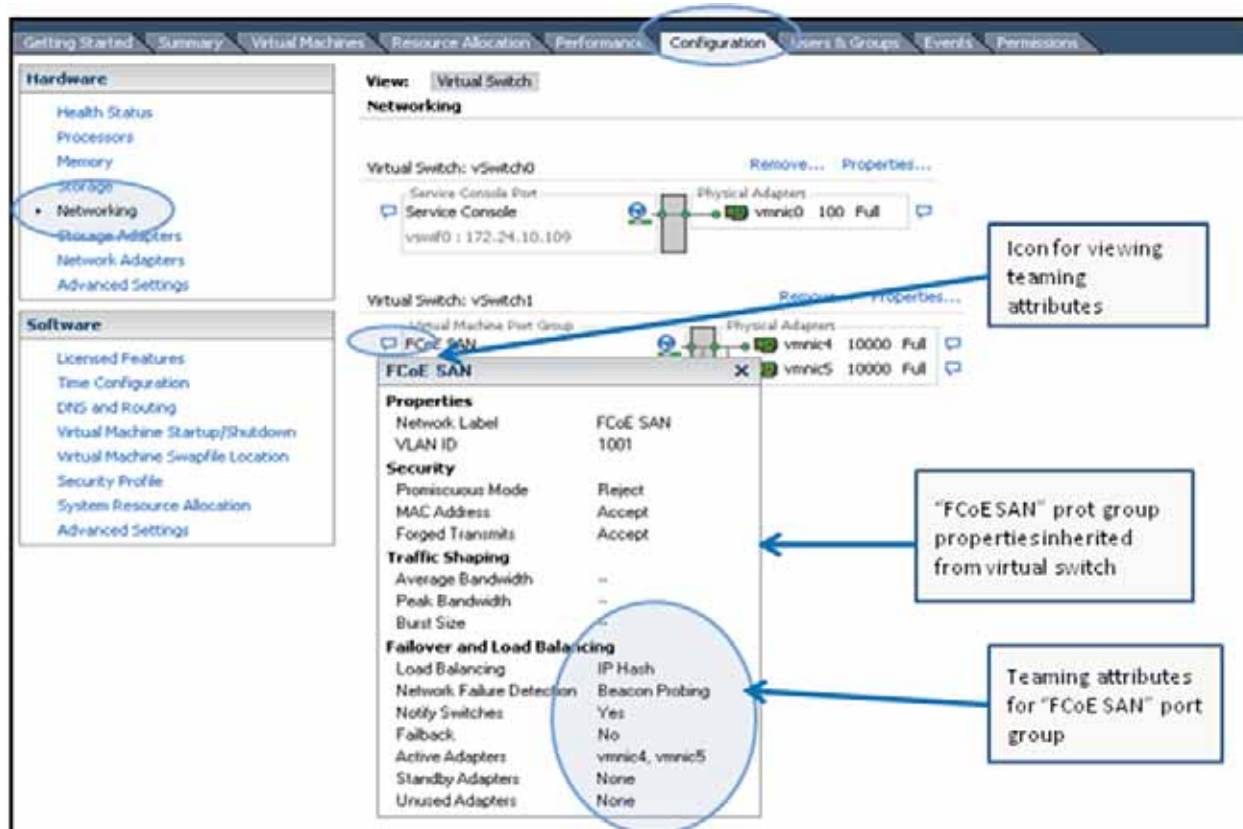 Getting Started Summary Virtual Machines Resource Allocation Performance Configuration Users & Groups Events Permissions
Hardware
Health Status
Processors
Memory
Storage
Networking
Storage Adapters
Network Adapters
Advanced Settings
Software
Licensed Features
Time Configuration
DNS and Routing
Virtual Machine Startup/Shutdown
Virtual Machine Swapfile Location
Security Profile
System Resource Allocation
Advanced Settings
View: Virtual Switch
Networking
Virtual Switch: vSwitch0 Remove... Properties...
Service Console Port Physical Adapters
Service Console vmnic0 100 Full
vswif0 : 172.24.10.109
Virtual Switch: vSwitch1 Remove... Properties...
Virtual Machine Port Group Physical Adapters
FCoE SAN vmnic4 10000 Full
vmnic5 10000 Full
FCoE SAN
Properties
Network Label FCoE SAN
VLAN ID 1001
Security
Promiscuous Mode Reject
MAC Address Accept
Forged Transmits Accept
Traffic Shaping
Average Bandwidth --
Peak Bandwidth --
Burst Size --
Failover and Load Balancing
Load Balancing IP Hash
Network Failure Detection Beacon Probing
Notify Switches Yes
Failback No
Active Adapters vmnic4, vmnic5
Standby Adapters None
Unused Adapters None
Icon for viewing
teaming
attributes
"FCoE SAN" prot group
properties inherited
from virtual switch
Teaming attributes
for "FCoE SAN" port
group